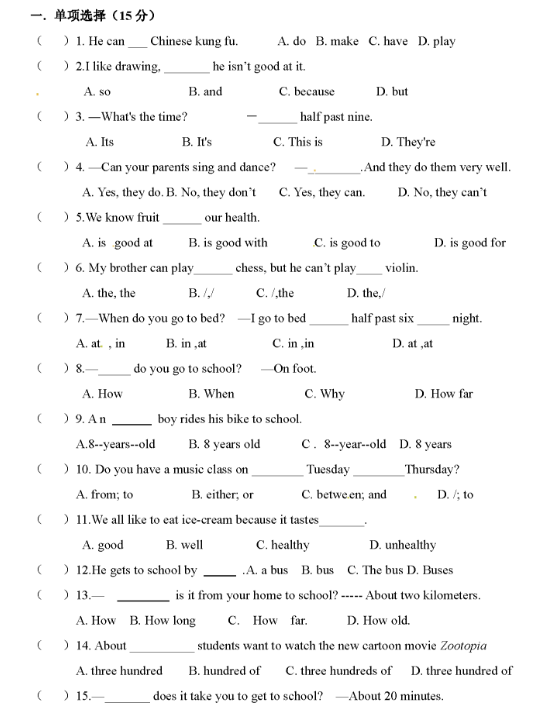 一．单项选择（15 分）
（ ）1. He can ___ Chinese kung fu. A. do B. make C. have D. play
（ ）2.I like drawing, _______ he isn't good at it.
A. so B. and C. because D. but
（ ）3. —What's the time? —______ half past nine.
A. Its B. It's C. This is D. They're
（ ）4. —Can your parents sing and dance? —________.And they do them very well.
A. Yes, they do. B. No, they don't C. Yes, they can. D. No, they can't
（ ）5.We know fruit ______ our health.
A. is good at B. is good with C. is good to D. is good for
（ ）6. My brother can play______ chess, but he can't play____ violin.
A. the, the B. /,/ C. /,the D. the,/
（ ）7.—When do you go to bed? —I go to bed ______ half past six _____ night.
A. at , in B. in ,at C. in ,in D. at ,at
（ ）8.—_____ do you go to school? —On foot.
A. How B. When C. Why D. How far
（ ）9. A n ______ boy rides his bike to school.
A.8--years--old B. 8 years old C．8--year--old D. 8 years
（ ）10. Do you have a music class on ________ Tuesday ________Thursday?
A. from; to B. either; or C. between; and D. /; to
（ ）11.We all like to eat ice-cream because it tastes_______.
A. good B. well C. healthy D. unhealthy
（ ）12.He gets to school by _____ .A. a bus B. bus C. The bus D. Buses
（ ）13.— ________ is it from your home to school? ----- About two kilometers.
A. How B. How long C. How far. D. How old.
（ ）14. About __________ students want to watch the new cartoon movie Zootopia
A. three hundred B. hundred of C. three hundreds of D. three hundred of
（ ）15.—_______ does it take you to get to school? —About 20 minutes.